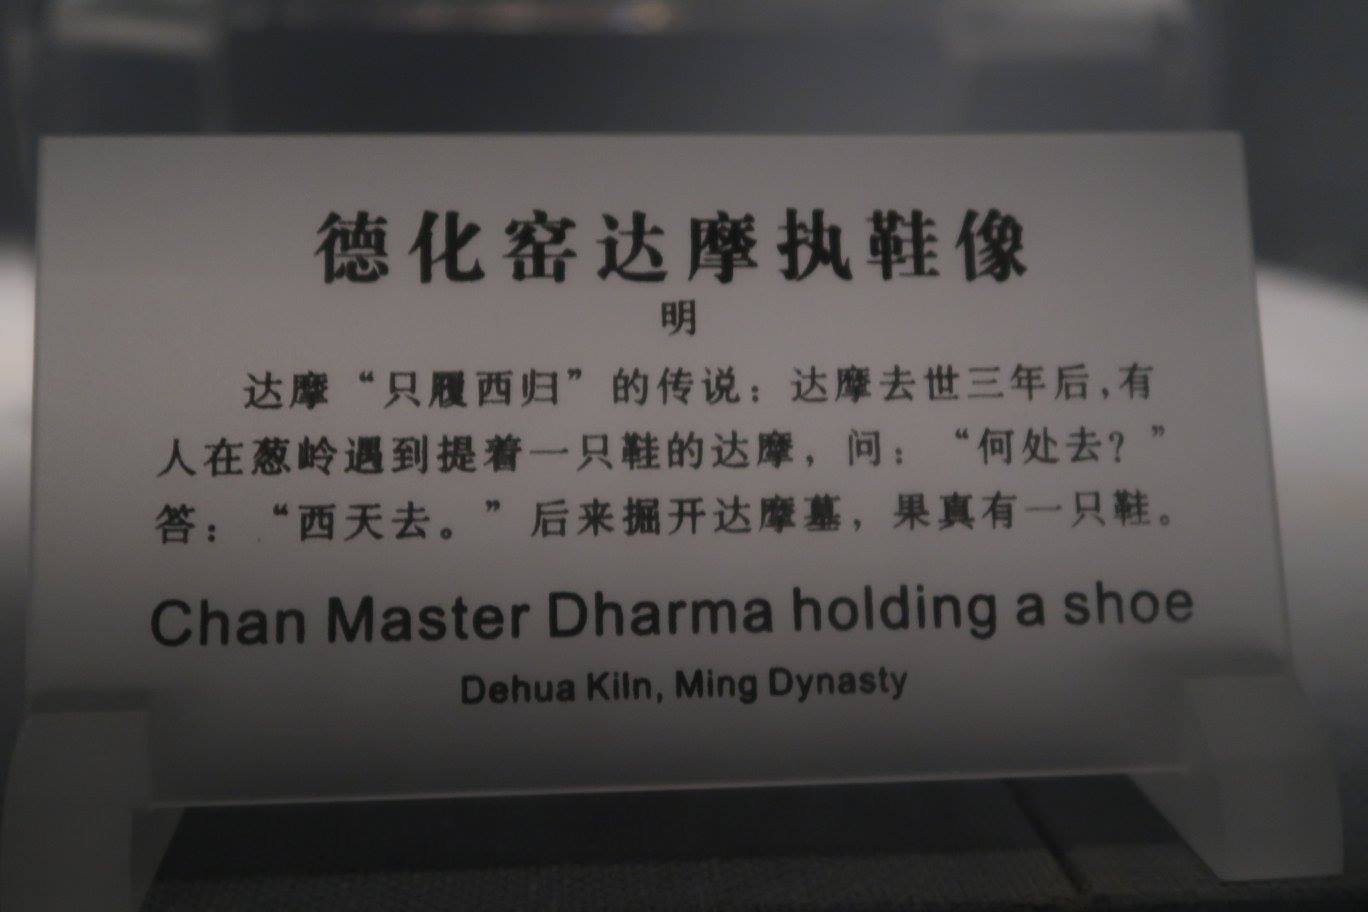 德化窑达摩执鞋像
明
达摩“只履西归”的传说：达摩去世三年后，有
人在葱岭遇到提着一只鞋的达摩，问：“何处去？”
答：“西天去。”后来掘开达摩墓，果真有一只鞋。
Chan Master Dharma holding a shoe
Dehua Kiln, Ming Dynasty